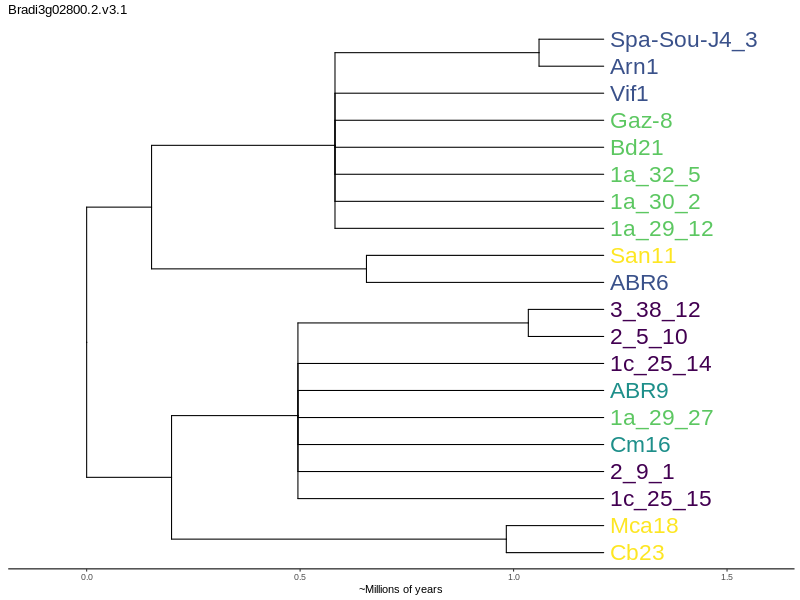 Bradi3g02800.2.v3.1
Spa-Sou-J4_3
Arn1
Vif1
Gaz-8
Bd21
1a_32_5
1a_30_2
1a_29_12
San11
ABR6
3_38_12
2_5_10
1c_25_14
ABR9
1a_29_27
Cm16
2_9_1
1c_25_15
Mca18
Cb23
0.0 0.5 1.0 1.5
~Millions of years